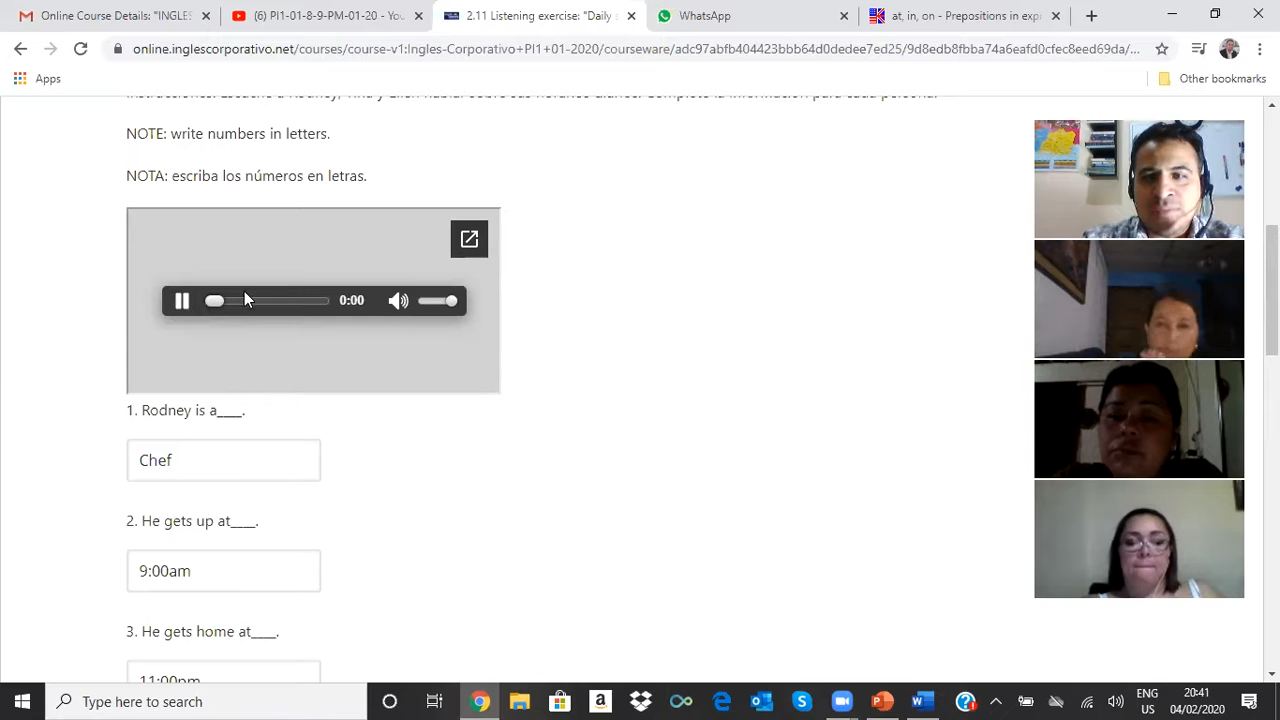 Online Course Details: "INGLES
(6) PI1-01-8-9-PM-01-20 - Y
2.11 Listening exercise: "Daily s
WhatsApp
at, in, on - Prepositions in exp
online.inglescorporativo.net/courses/course-v1:Ingles-Corporativo+PI1+01-2020/courseware/adc97abfb404423bbb64d0dedee7ed25/9d8edb8fbba74a6eafd0cfec8eed69da/...
Apps
Other bookmarks
NOTE: write numbers in letters.
NOTA: escriba los números en letras.
0:00
1. Rodney is a____.
Chef
2. He gets up at____.
9:00am
3. He gets home at____.
11:00pm
Type here to search
ENG
US
20:41
04/02/2020